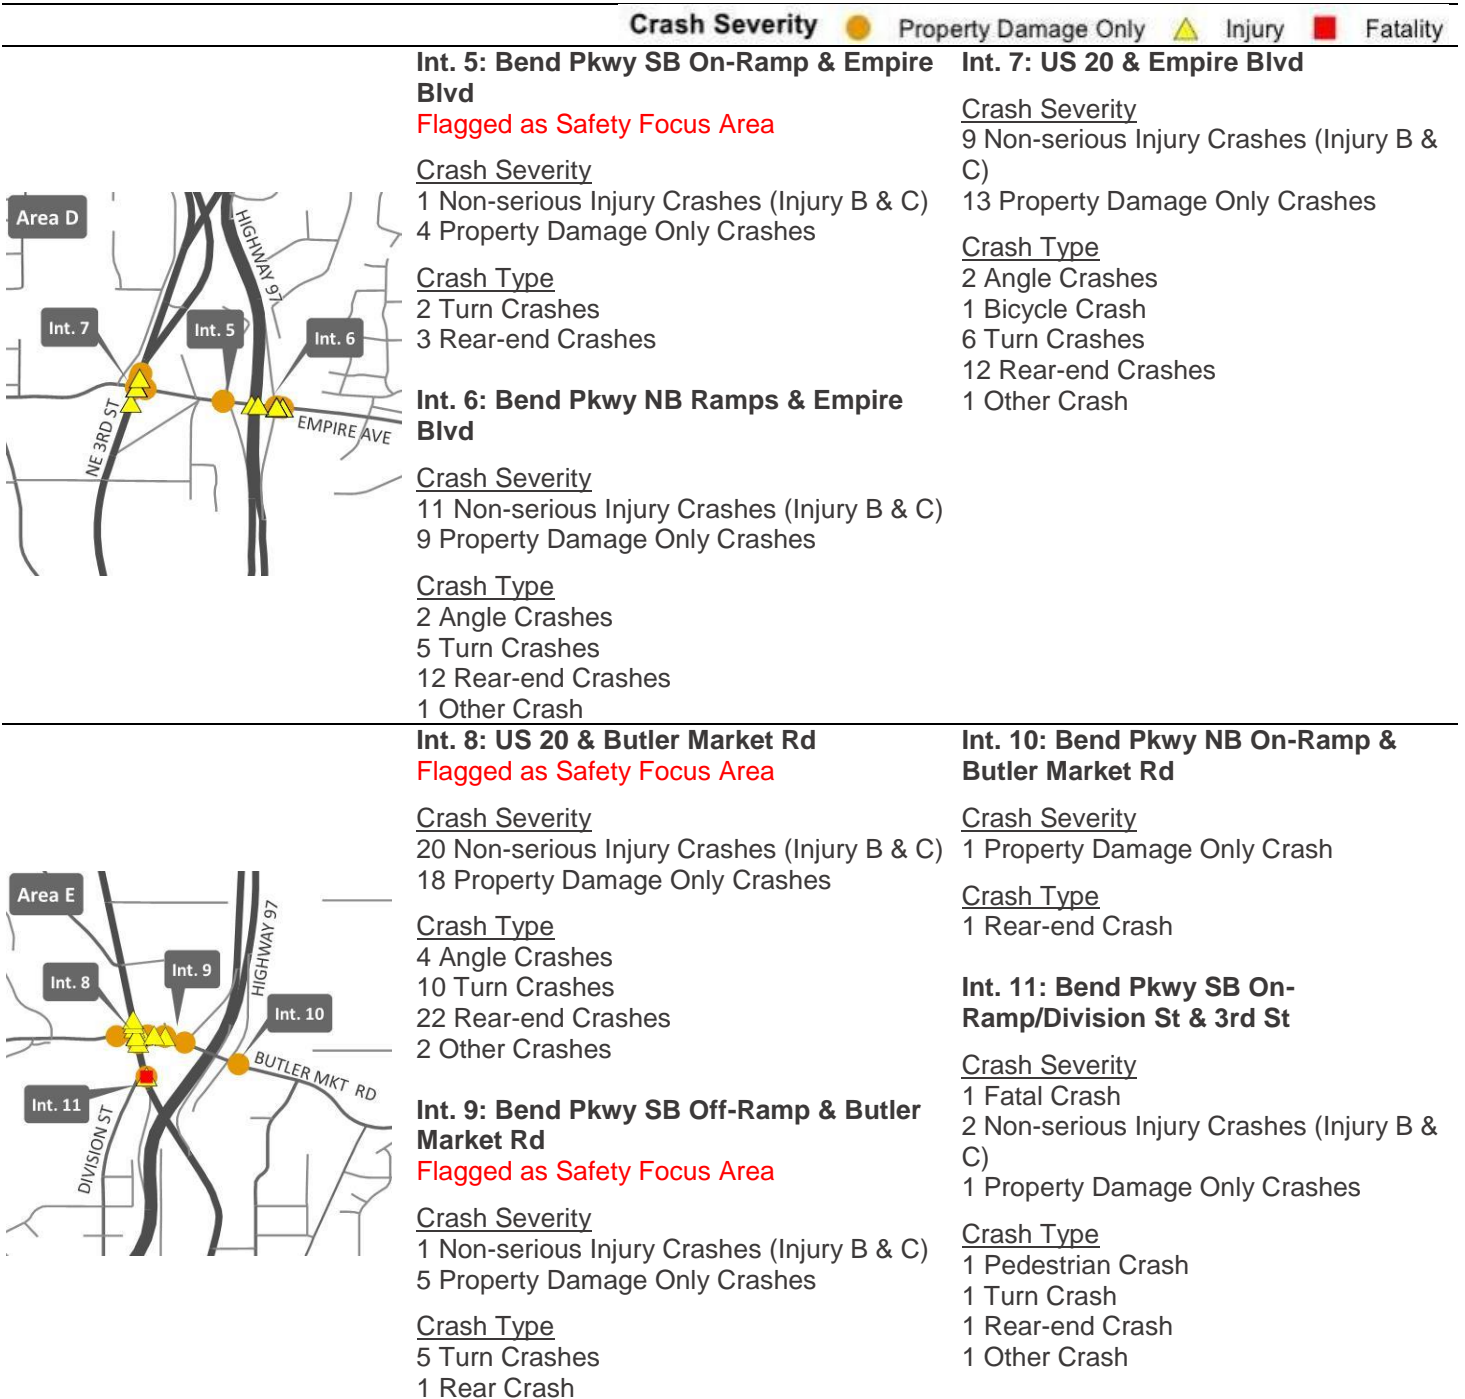 Crash Severity Property Damage Only Injury Fatality
Area D
HIGHWAY 97
Int. 7
Int. 5
Int. 6
NE 3RD ST
EMPIRE AVE
Int. 5: Bend Pkwy SB On-Ramp & Empire
Blvd
Flagged as Safety Focus Area
Crash Severity
1 Non-serious Injury Crashes (Injury B & C)
4 Property Damage Only Crashes
Crash Type
2 Turn Crashes
3 Rear-end Crashes
Int. 6: Bend Pkwy NB Ramps & Empire
Blvd
Crash Severity
11 Non-serious Injury Crashes (Injury B & C)
9 Property Damage Only Crashes
Crash Type
2 Angle Crashes
5 Turn Crashes
12 Rear-end Crashes
1 Other Crash
Int. 7: US 20 & Empire Blvd
Crash Severity
9 Non-serious Injury Crashes (Injury B &
C)
13 Property Damage Only Crashes
Crash Type
2 Angle Crashes
1 Bicycle Crash
6 Turn Crashes
12 Rear-end Crashes
1 Other Crash
Area E
HIGHWAY 97
Int. 8
Int. 9
Int. 10
BUTLER MKT RD
Int. 11
DIVISION ST
Int. 8: US 20 & Butler Market Rd
Flagged as Safety Focus Area
Crash Severity
20 Non-serious Injury Crashes (Injury B & C)
18 Property Damage Only Crashes
Crash Type
4 Angle Crashes
10 Turn Crashes
22 Rear-end Crashes
2 Other Crashes
Int. 9: Bend Pkwy SB Off-Ramp & Butler
Market Rd
Flagged as Safety Focus Area
Crash Severity
1 Non-serious Injury Crashes (Injury B & C)
5 Property Damage Only Crashes
Crash Type
5 Turn Crashes
1 Rear Crash
Int. 10: Bend Pkwy NB On-Ramp &
Butler Market Rd
Crash Severity
1 Property Damage Only Crash
Crash Type
1 Rear-end Crash
Int. 11: Bend Pkwy SB On-
Ramp/Division St & 3rd St
Crash Severity
1 Fatal Crash
2 Non-serious Injury Crashes (Injury B &
C)
1 Property Damage Only Crashes
Crash Type
1 Pedestrian Crash
1 Turn Crash
1 Rear-end Crash
1 Other Crash